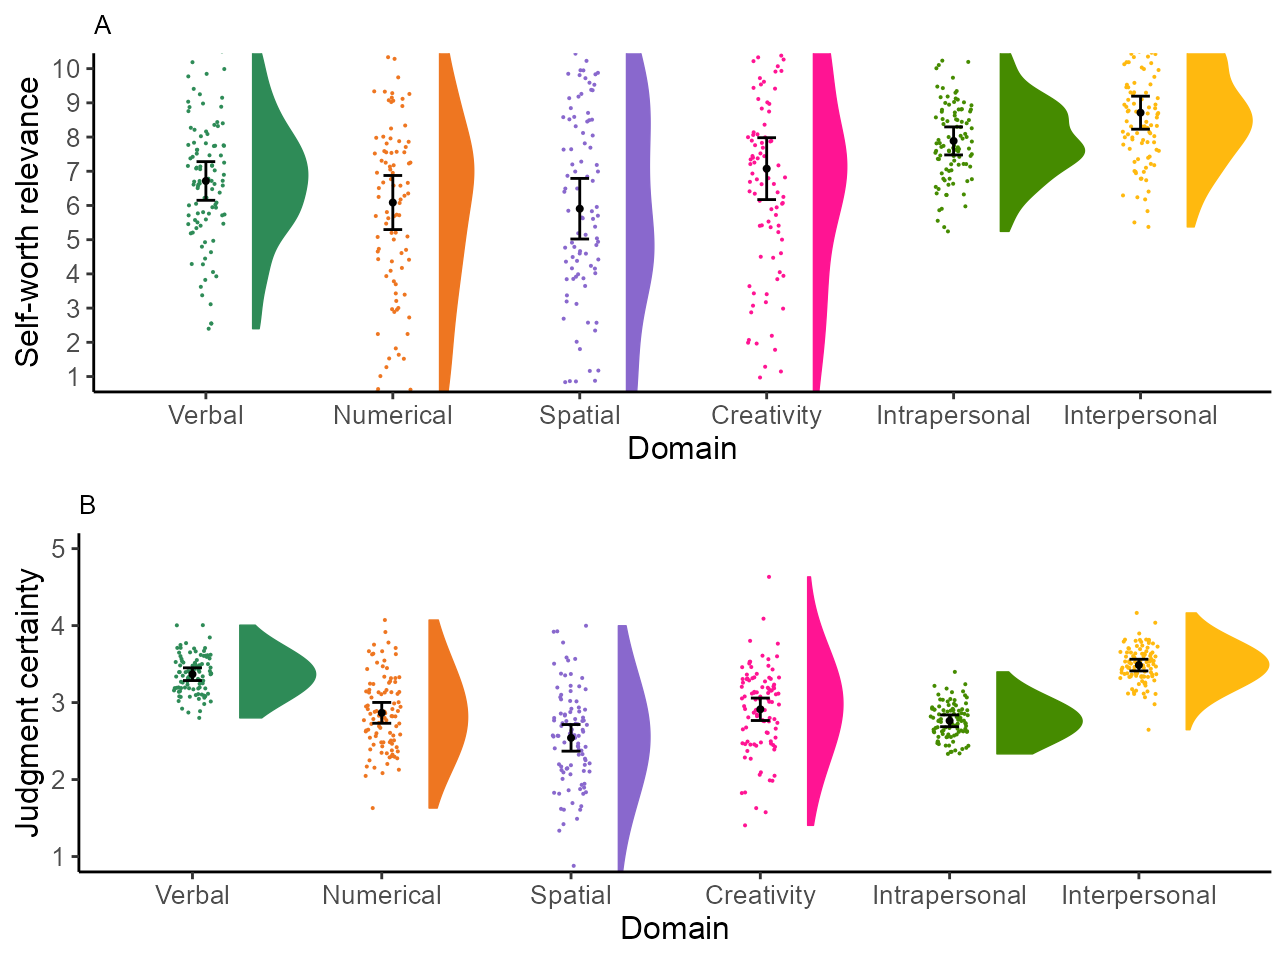 A
Self-worth relevance
10
9
8
7
6
5
4
3
2
1
Verbal Numerical Spatial Creativity Intrapersonal Interpersonal
Domain
B
Judgment certainty
5
4
3
2
1
Verbal Numerical Spatial Creativity Intrapersonal Interpersonal
Domain